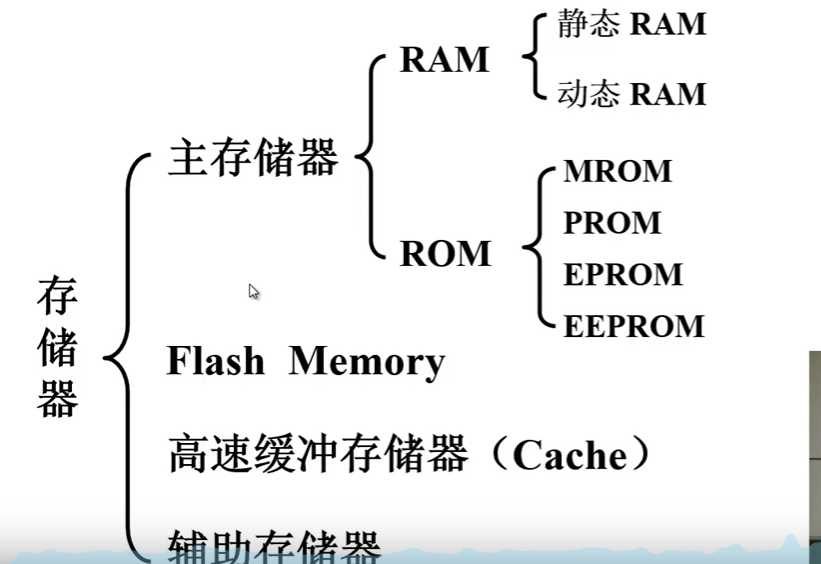 静态 RAM
RAM
动态 RAM
主存储器
MROM
PROM
ROM
EPROM
EEPROM
存储器
Flash Memory
高速缓冲存储器（Cache）
辅助存储器